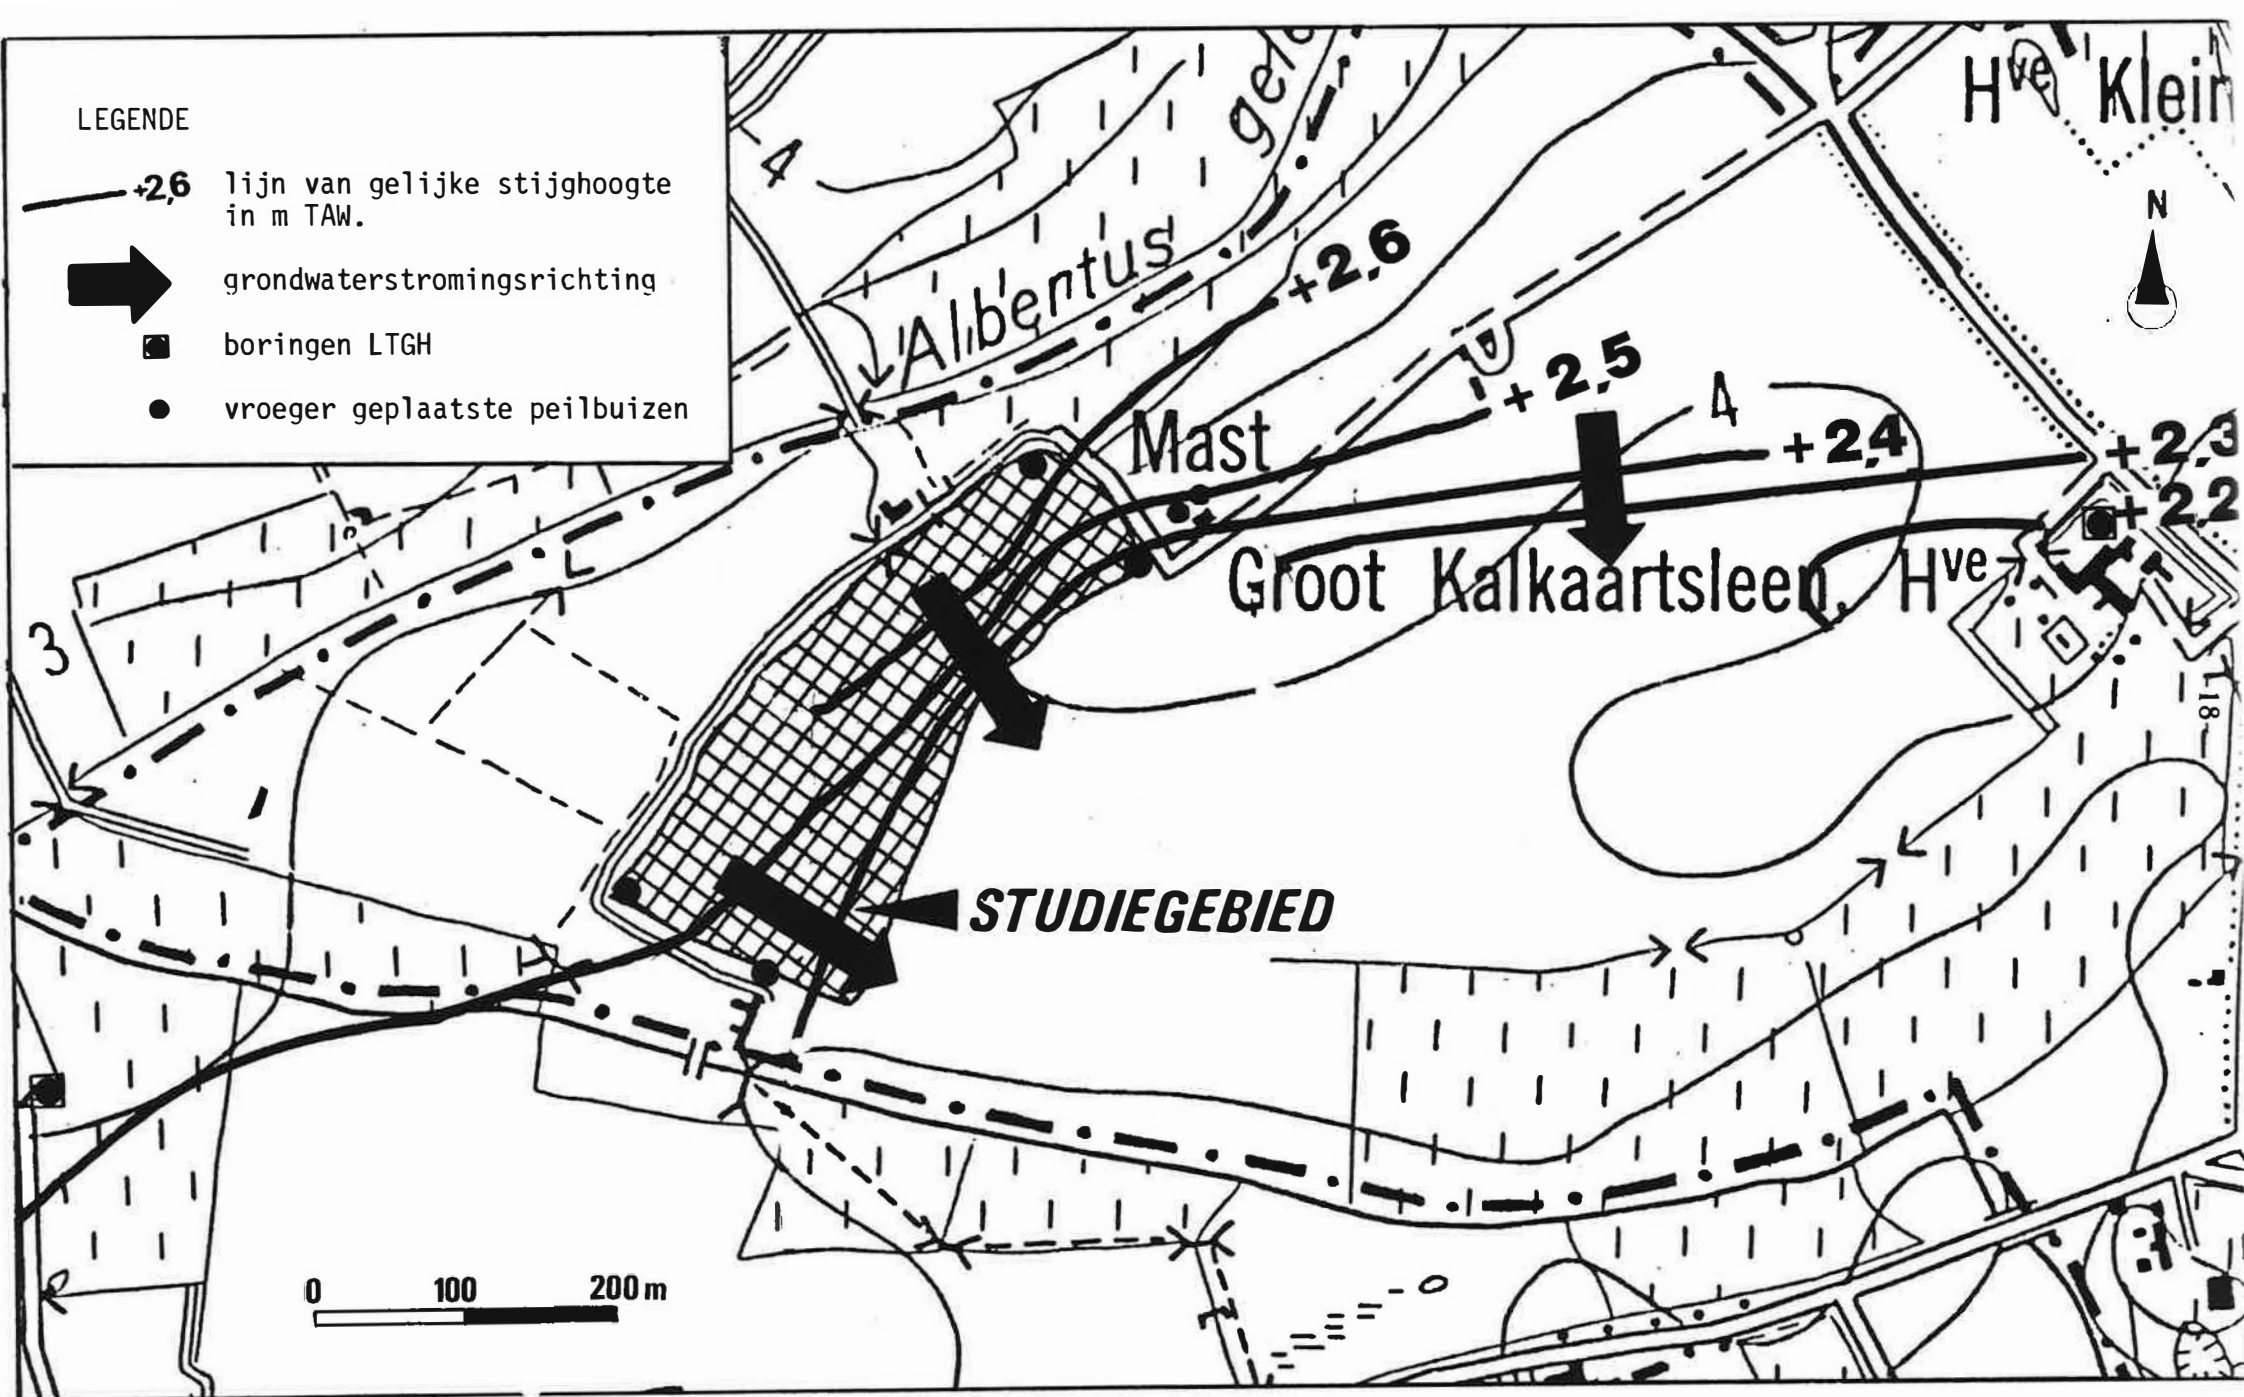 LEGENDE
+2,6 lijn van gelijke stijghoogte
in m TAW.
grondwaterstromingsrichting
boringen LTGH
vroeger geplaatste peilbuizen
4
Albertus
gele
Hve Klein
N
+2,6
+2,5
Mast
4
+2,4
+2,3
+2,2
Groot Kalkaartsleen, Hve
3
18
STUDIEGEBIED
0 100 200 m